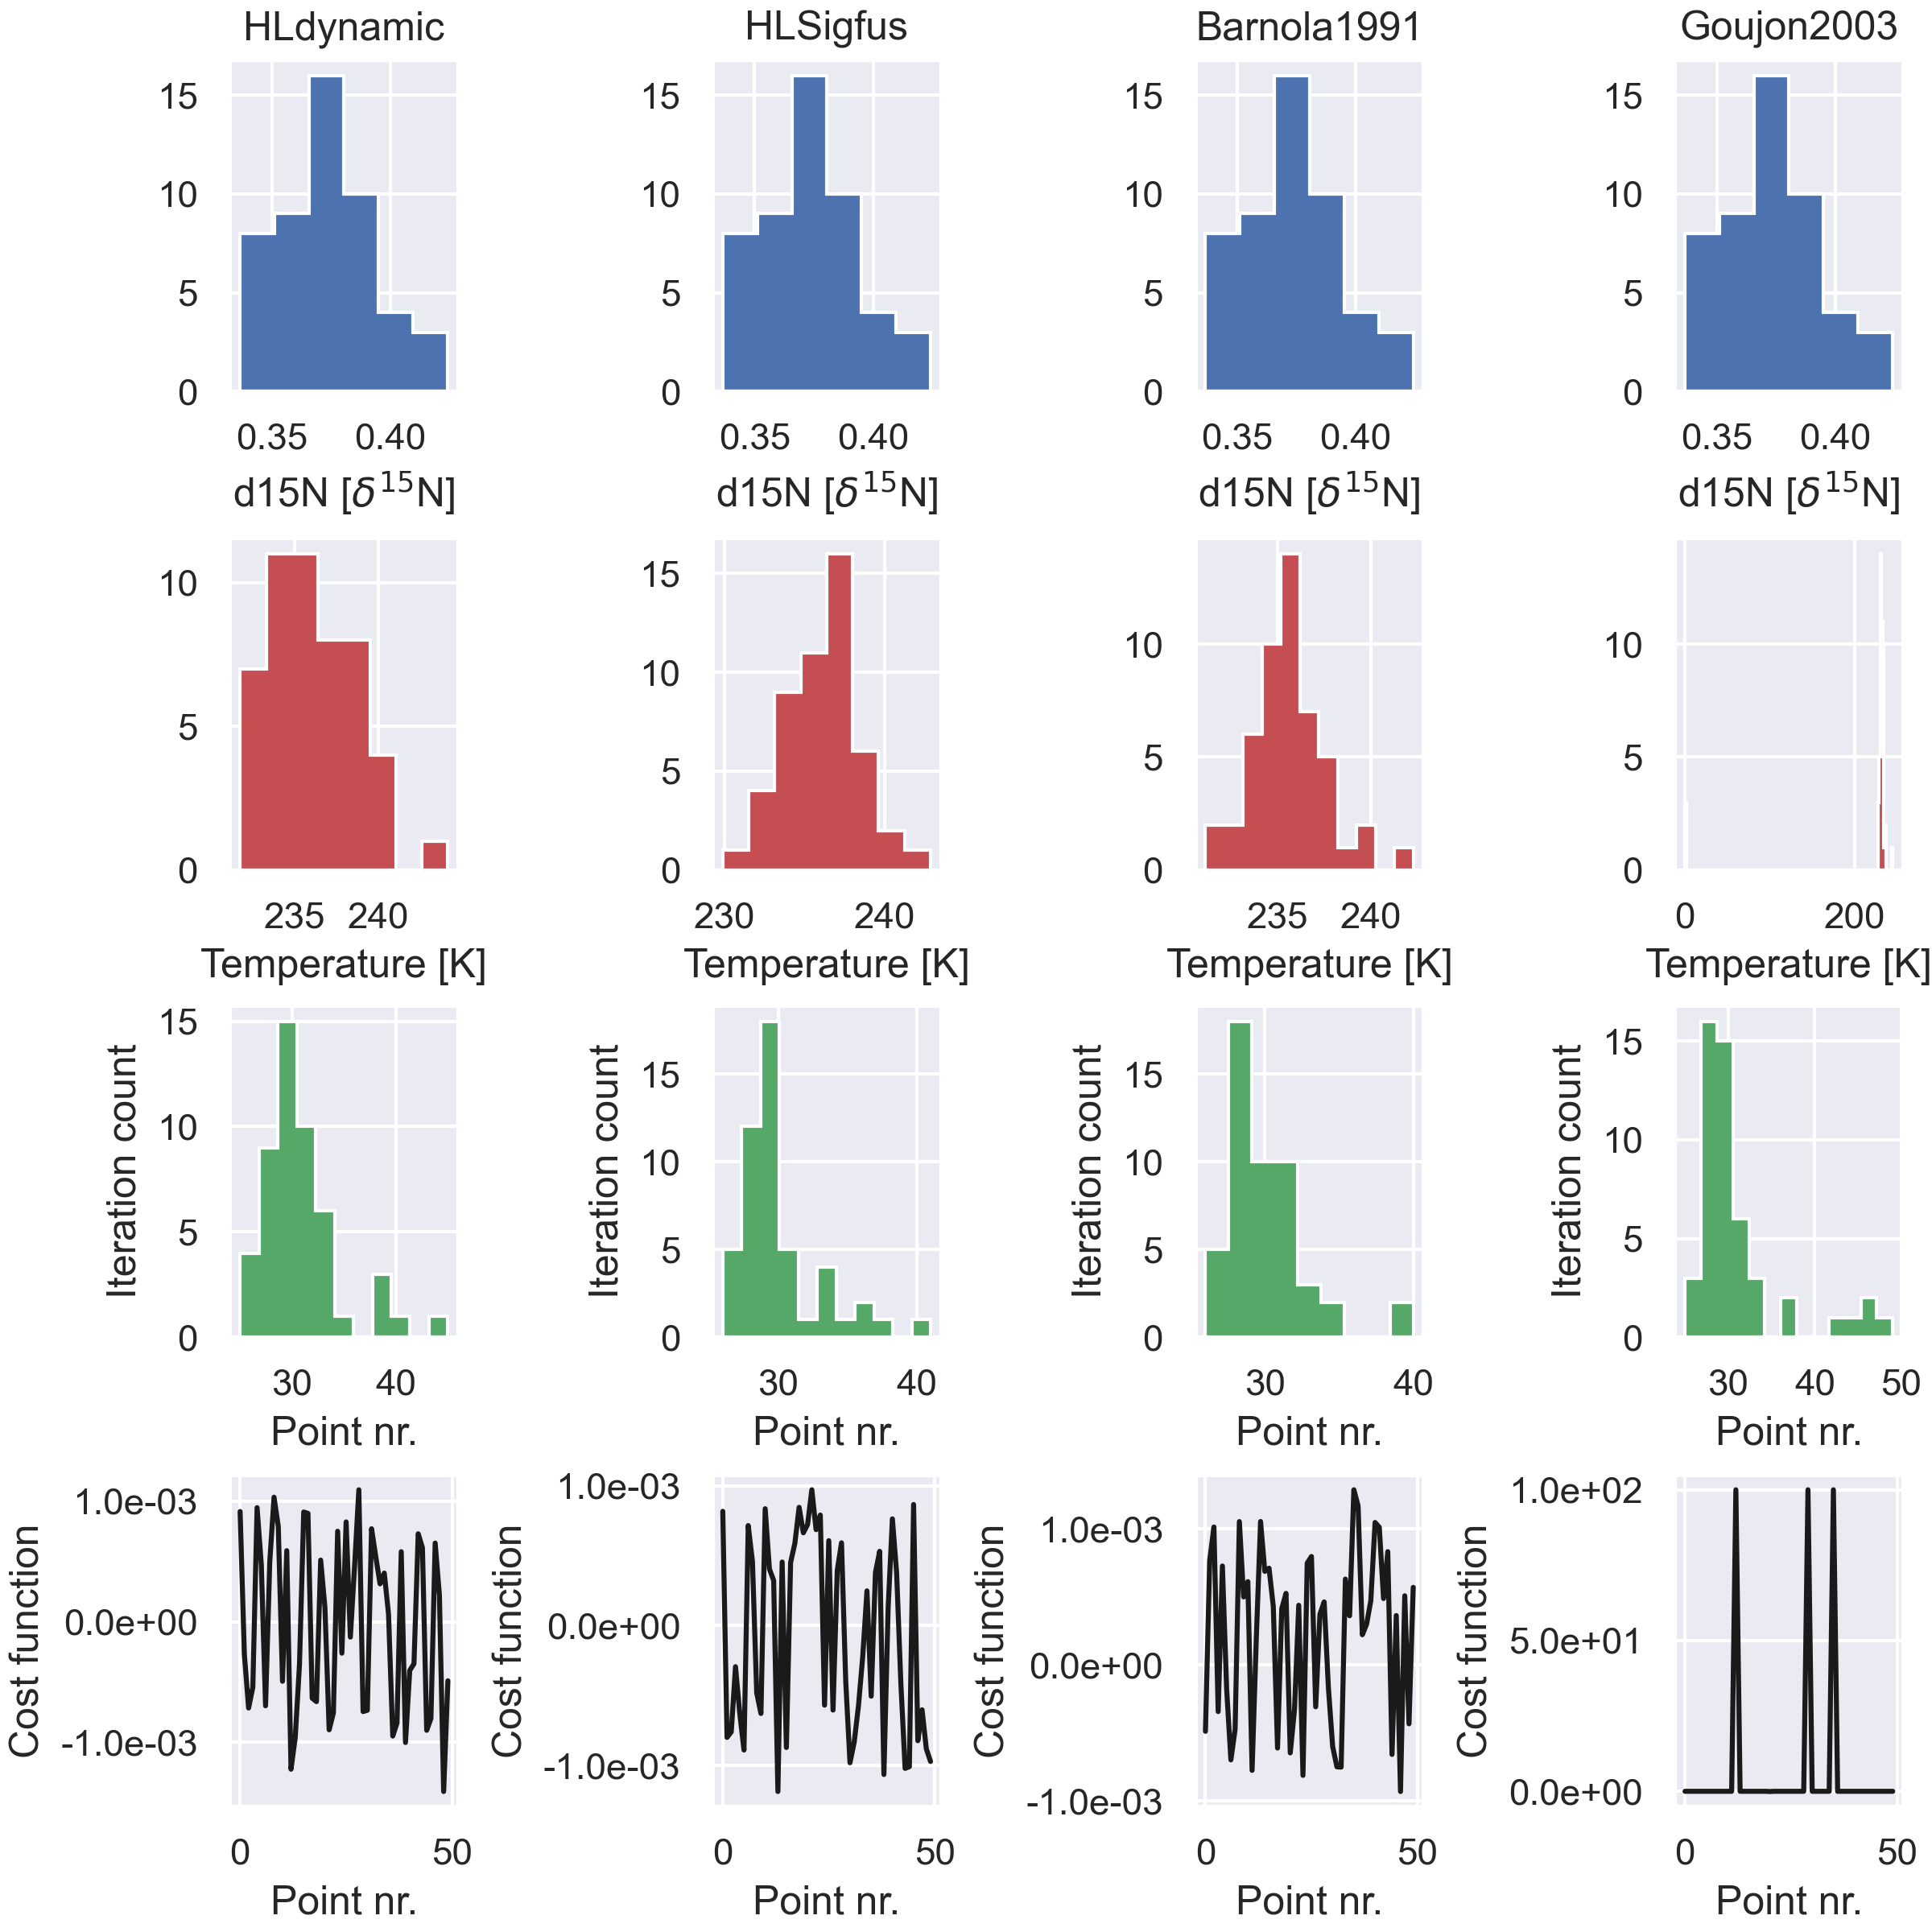 HLdynamic HLSigfus Barnola1991 Goujon2003
15 15 15 15
10 10 10 10
5 5 5 5
0 0 0 0
0.35 0.40 0.35 0.40 0.35 0.40 0.35 0.40
d15N [δ¹⁵N] d15N [δ¹⁵N] d15N [δ¹⁵N] d15N [δ¹⁵N]
10 15 10 10
5 10 5 5
0 5 0 0
0
235 240 230 240 235 240 0 200
Temperature [K] Temperature [K] Temperature [K] Temperature [K]
Iteration count Iteration count Iteration count Iteration count
15 15 15 15
10 10 10 10
5 5 5 5
0 0 0 0
30 40 30 40 30 40 30 40 50
Point nr. Point nr. Point nr. Point nr.
Cost function Cost function Cost function Cost function
1.0e-03 1.0e-03 1.0e-03 1.0e+02
0.0e+00 0.0e+00 0.0e+00 5.0e+01
-1.0e-03 -1.0e-03 -1.0e-03 0.0e+00
0 50 0 50 0 50 0 50
Point nr. Point nr. Point nr. Point nr.